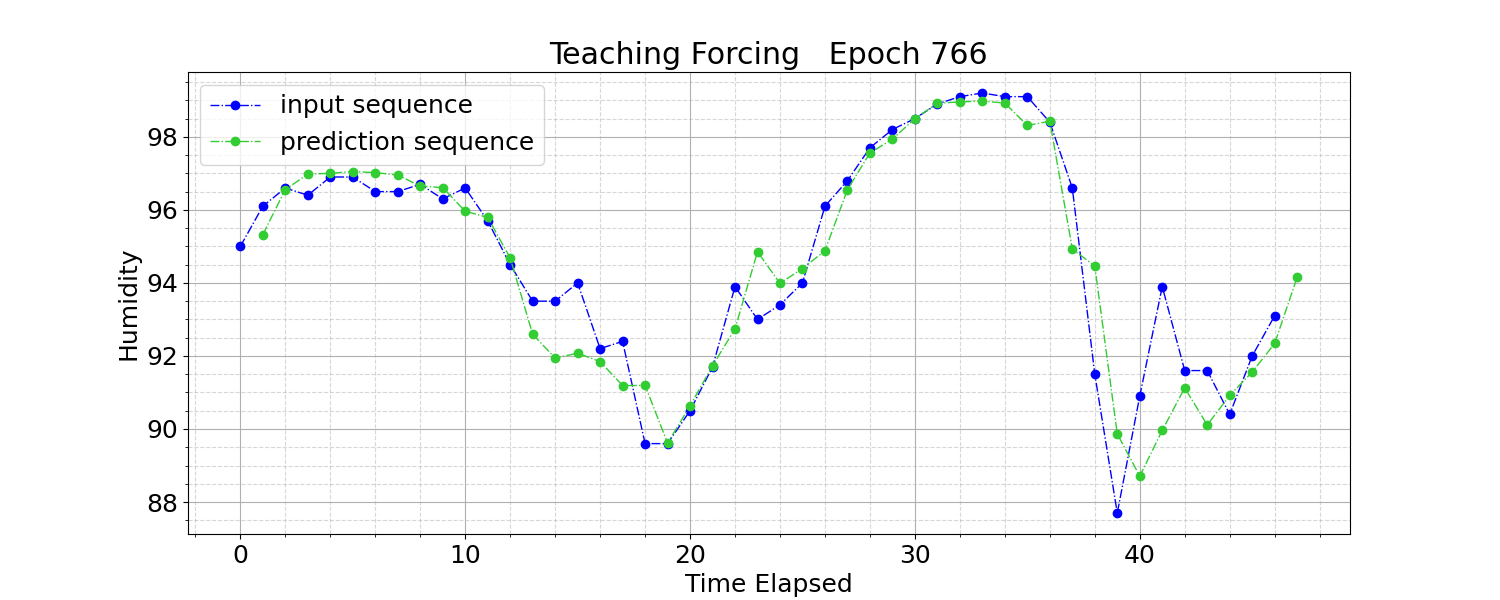 Teaching Forcing   Epoch 766
input sequence
prediction sequence
Humidity
98
96
94
92
90
88
0 10 20 30 40
Time Elapsed